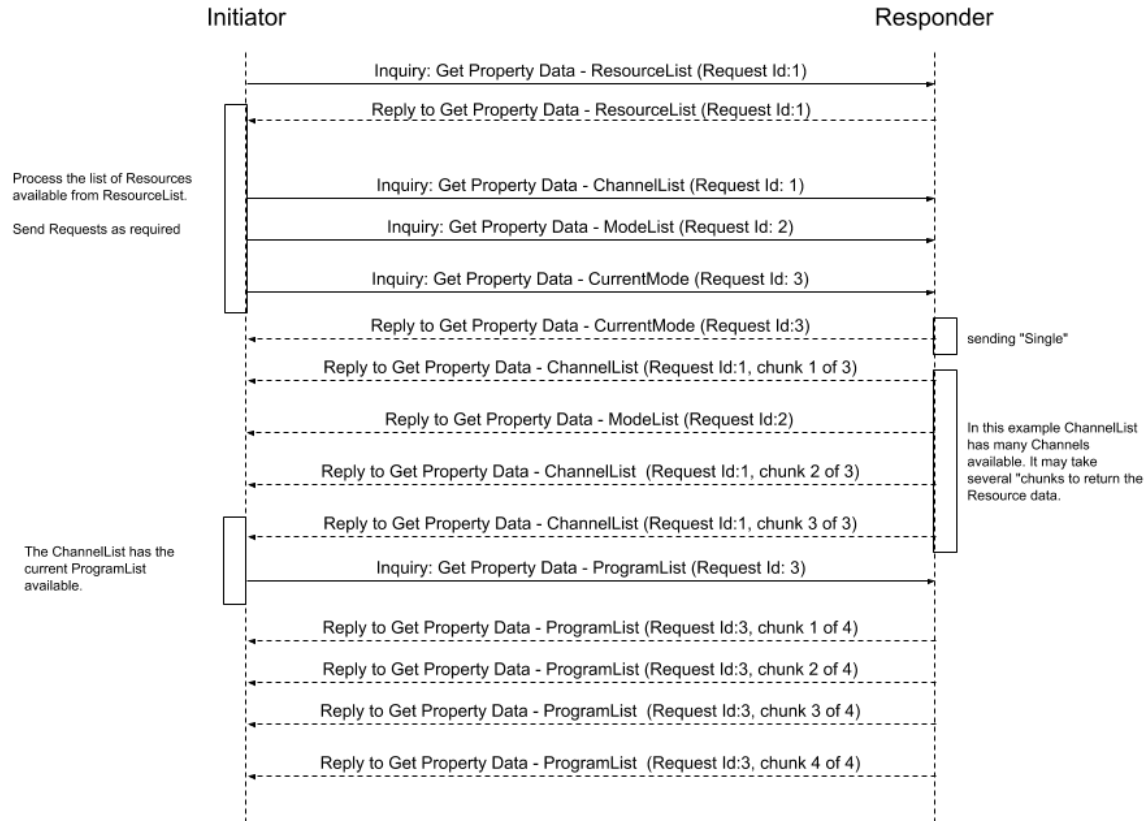 Initiator
Responder
Inquiry: Get Property Data - ResourceList (Request Id:1)
Reply to Get Property Data - ResourceList (Request Id:1)
Process the list of Resources
available from ResourceList.
Send Requests as required
Inquiry: Get Property Data - ChannelList (Request Id: 1)
Inquiry: Get Property Data - ModeList (Request Id: 2)
Inquiry: Get Property Data - CurrentMode (Request Id: 3)
Reply to Get Property Data - CurrentMode (Request Id:3)
sending "Single"
Reply to Get Property Data - ChannelList (Request Id:1, chunk 1 of 3)
Reply to Get Property Data - ModeList (Request Id:2)
In this example ChannelList
has many Channels
available. It may take
several "chunks to return the
Resource data.
Reply to Get Property Data - ChannelList (Request Id:1, chunk 2 of 3)
Reply to Get Property Data - ChannelList (Request Id:1, chunk 3 of 3)
The ChannelList has the
current ProgramList
available.
Inquiry: Get Property Data - ProgramList (Request Id: 3)
Reply to Get Property Data - ProgramList (Request Id:3, chunk 1 of 4)
Reply to Get Property Data - ProgramList (Request Id:3, chunk 2 of 4)
Reply to Get Property Data - ProgramList (Request Id:3, chunk 3 of 4)
Reply to Get Property Data - ProgramList (Request Id:3, chunk 4 of 4)